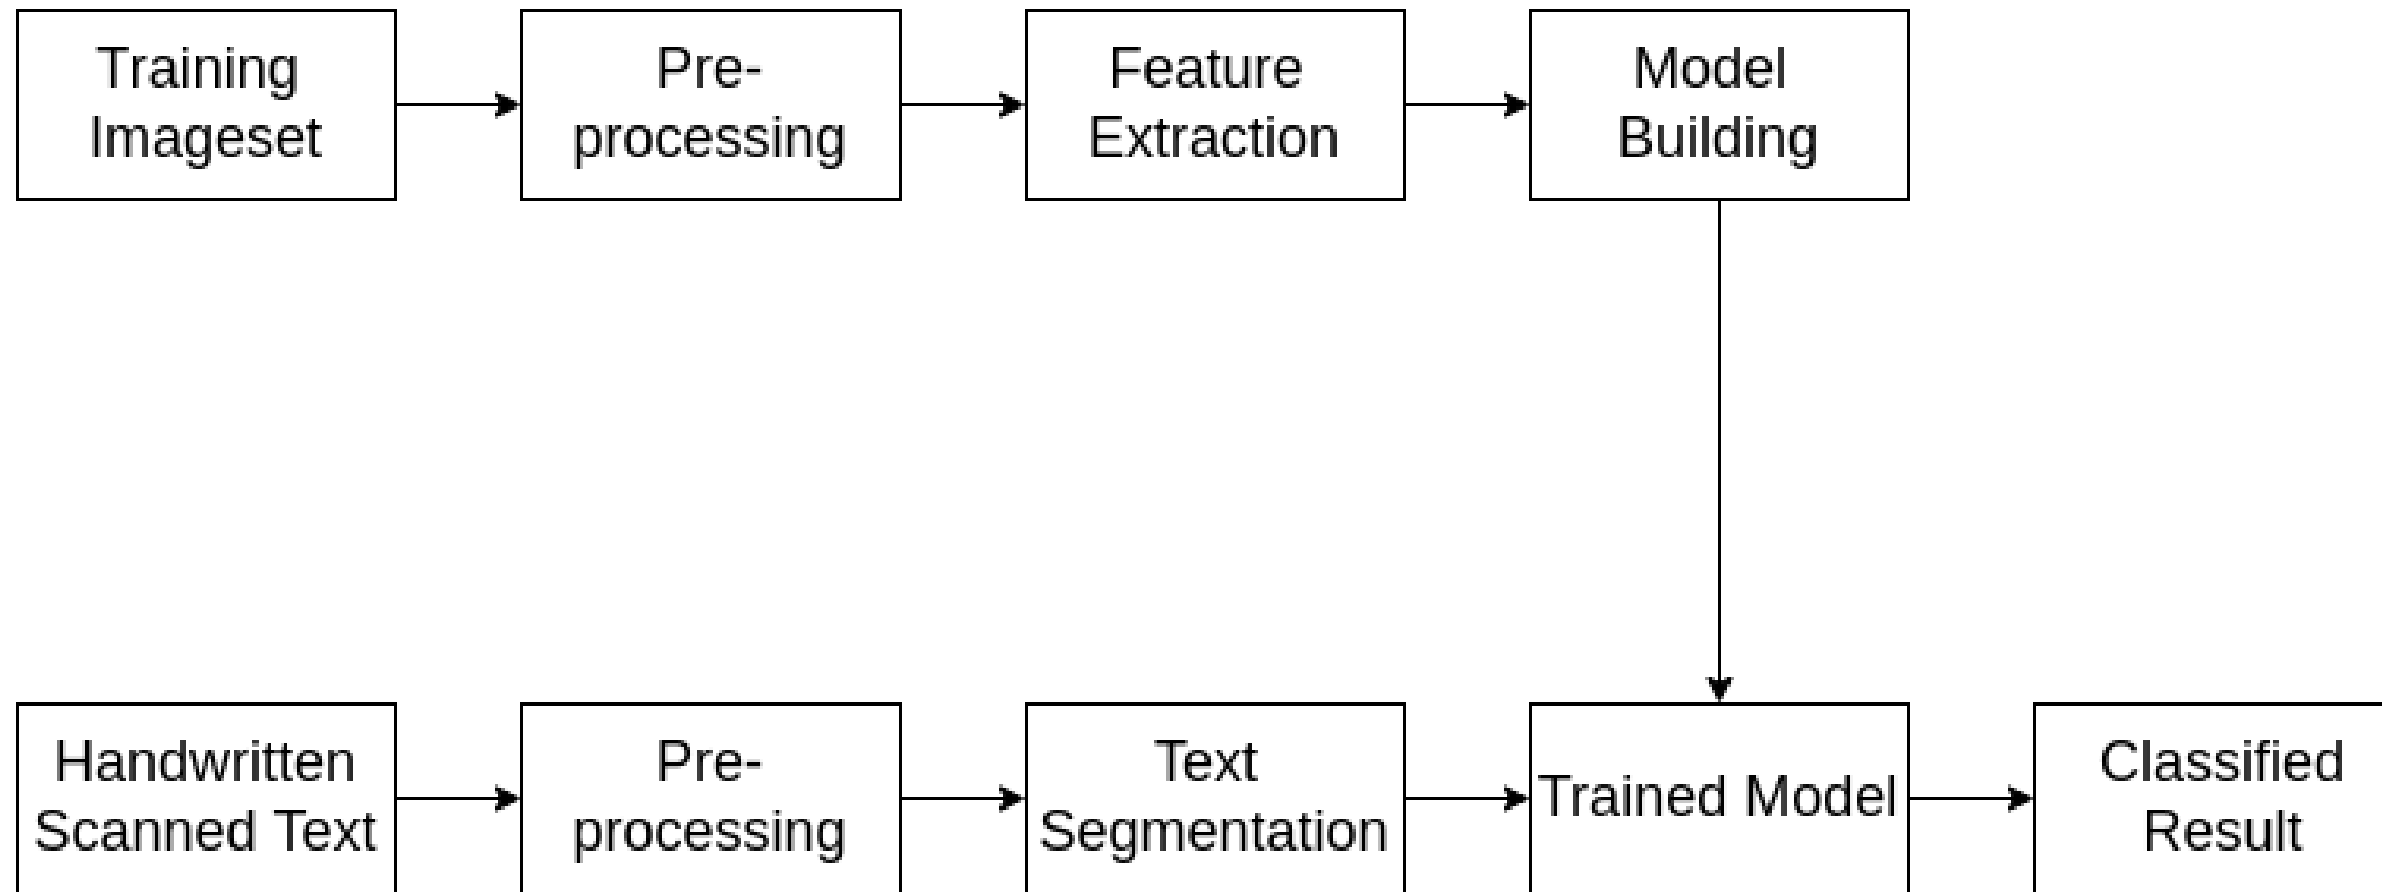 Training
Imageset
Pre-
processing
Feature
Extraction
Model
Building
Handwritten
Scanned Text
Pre-
processing
Text
Segmentation
Trained Model
Classified
Result